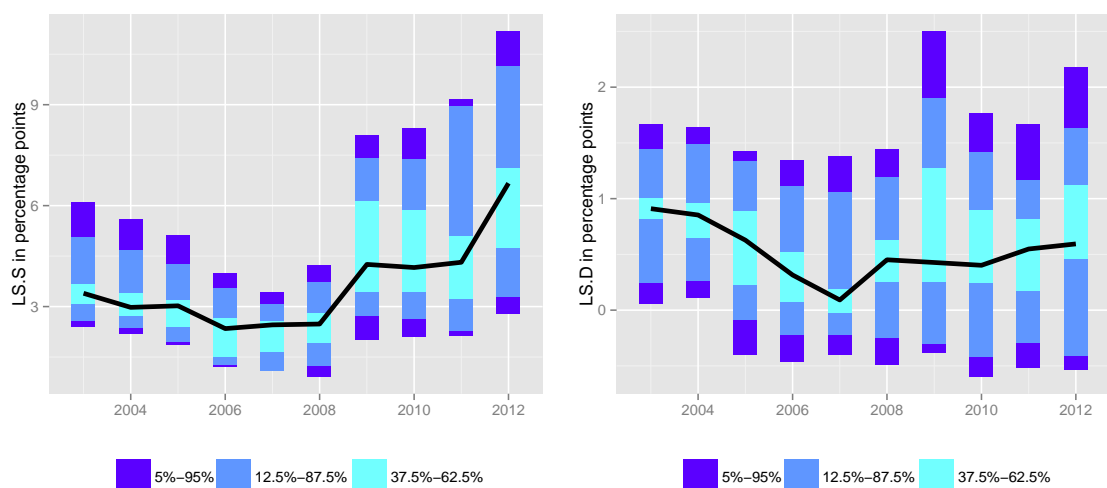 LS.S in percentage points
9
6
3
2004 2006 2008 2010 2012
5%−95% 12.5%−87.5% 37.5%−62.5%
LS.D in percentage points
2
1
0
2004 2006 2008 2010 2012
5%−95% 12.5%−87.5% 37.5%−62.5%